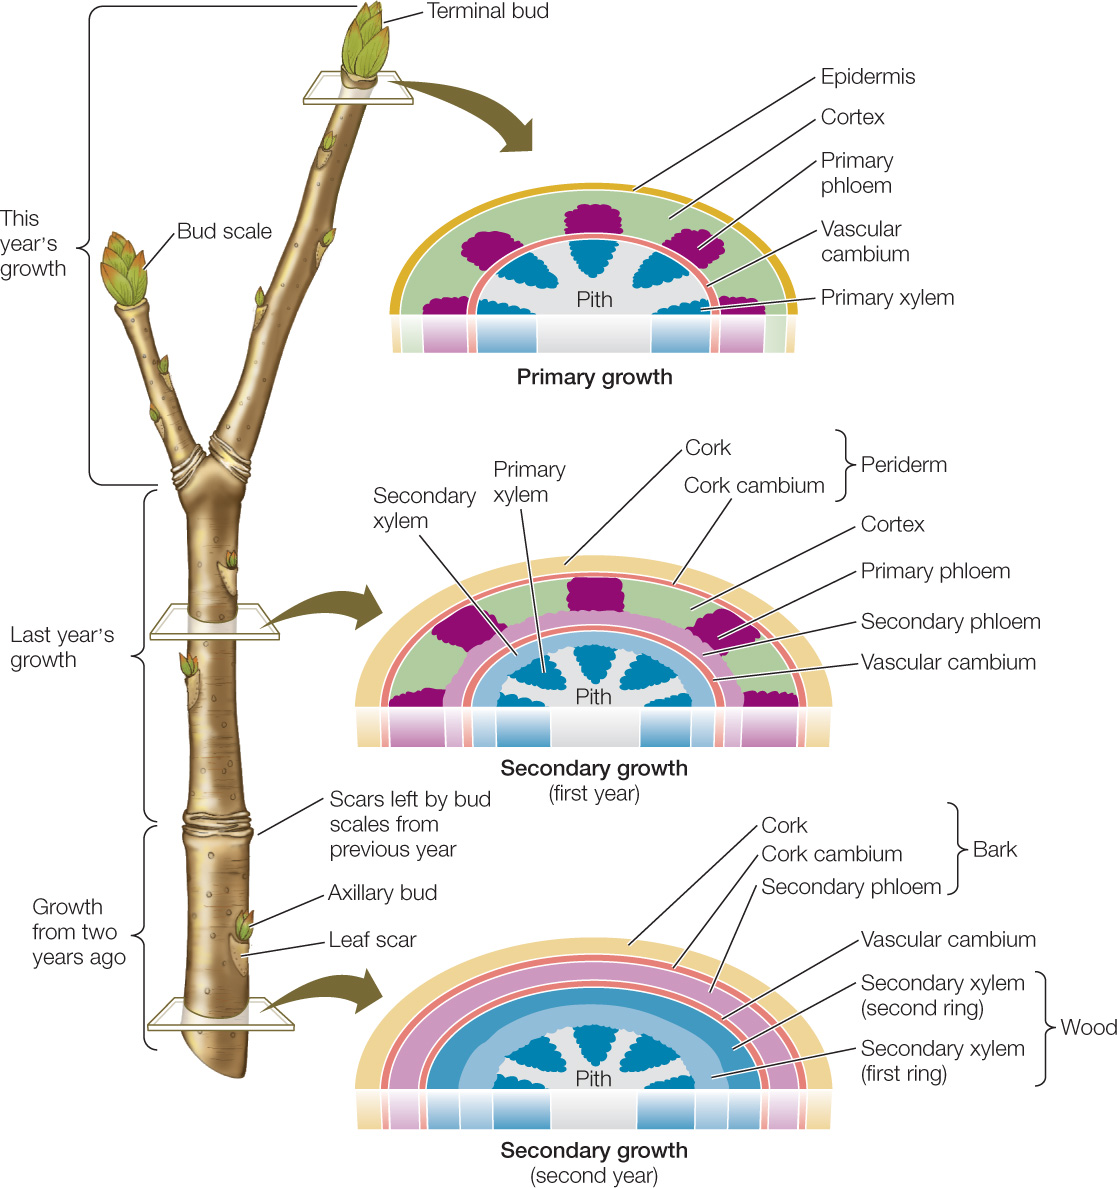 Terminal bud
This
year's
growth
Bud scale
Epidermis
Cortex
Primary
phloem
Vascular
cambium
Primary xylem
Pith
Primary growth
Last year's
growth
Secondary
xylem
Primary
xylem
Cork
Cork cambium
Periderm
Cortex
Primary phloem
Secondary phloem
Vascular cambium
Pith
Secondary growth
(first year)
Scars left by bud
scales from
previous year
Growth
from two
years ago
Axillary bud
Leaf scar
Cork
Cork cambium
Secondary phloem
Bark
Vascular cambium
Secondary xylem
(second ring)
Secondary xylem
(first ring)
Wood
Pith
Secondary growth
(second year)